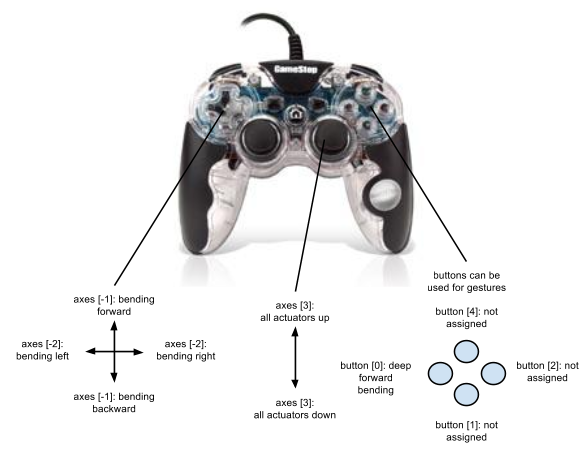 GameStop
axes [-1]: bending
forward
axes [-2]:
bending left
axes [-2]:
bending right
axes [-1]: bending
backward
axes [3]:
all actuators up
axes [3]:
all actuators down
buttons can be
used for gestures
button [4]: not
assigned
button [0]: deep
forward
bending
button [2]: not
assigned
button [1]: not
assigned